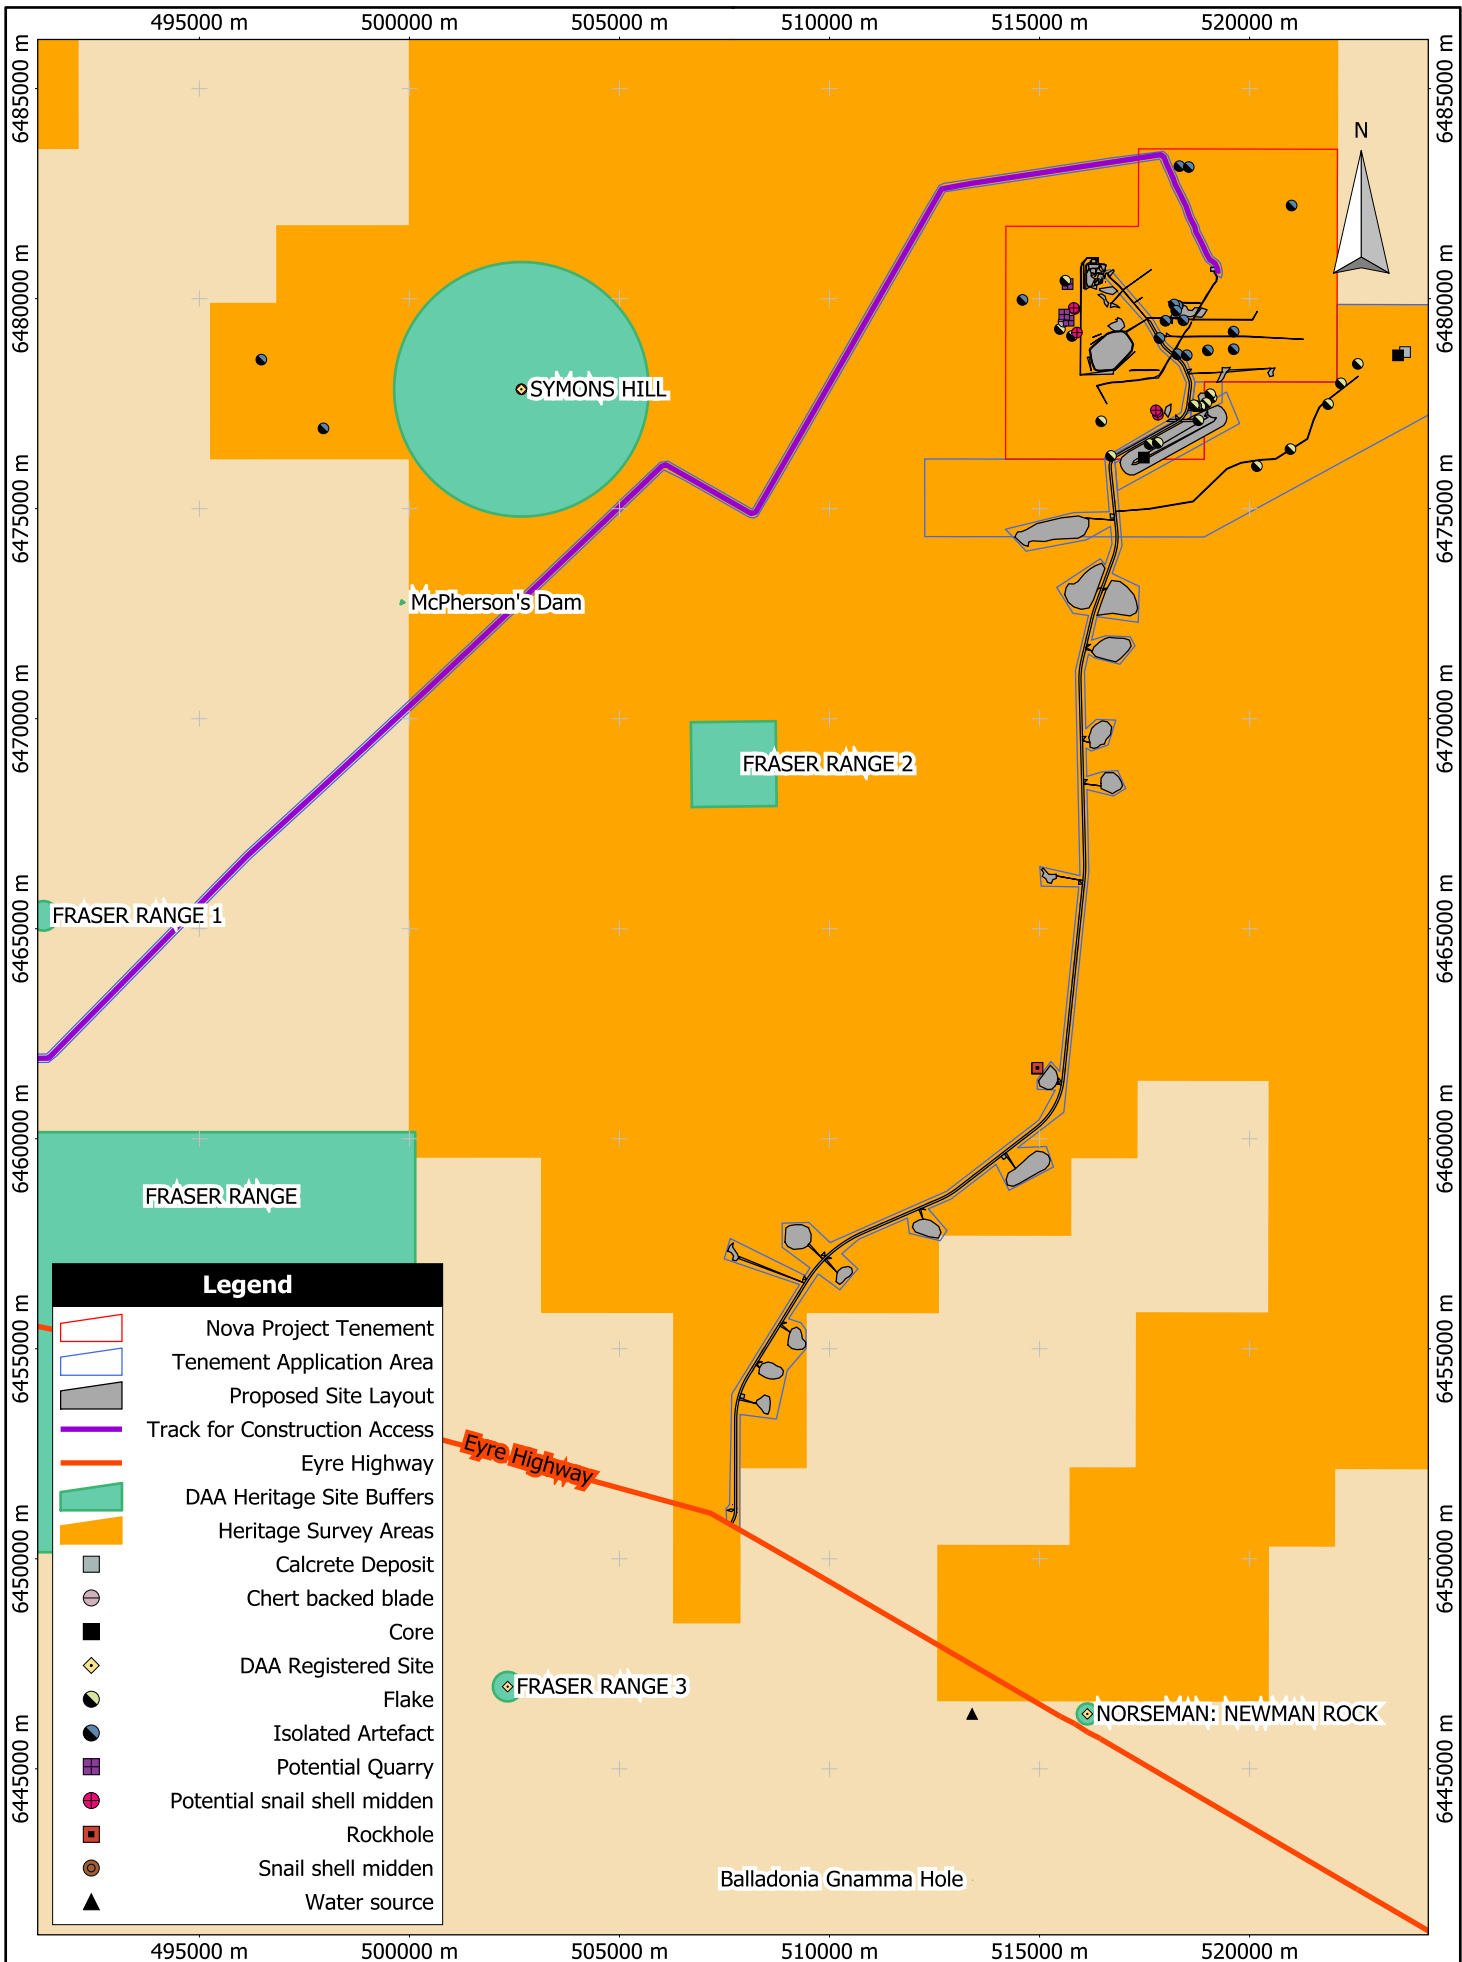 495000 m 500000 m 505000 m 510000 m 515000 m 520000 m
6485000 m 6485000 m
N
6480000 m 6480000 m
SYMONS HILL
6475000 m 6475000 m
McPherson's Dam
6470000 m 6470000 m
FRASER RANGE 2
FRASER RANGE 1
6465000 m 6465000 m
6460000 m 6460000 m
FRASER RANGE
6455000 m 6455000 m
Eyre Highway
6450000 m 6450000 m
FRASER RANGE 3
NORSEMAN: NEWMAN ROCK
6445000 m 6445000 m
Balladonia Gnamma Hole
Legend
Nova Project Tenement
Tenement Application Area
Proposed Site Layout
Track for Construction Access
Eyre Highway
DAA Heritage Site Buffers
Heritage Survey Areas
Calcrete Deposit
Chert backed blade
Core
DAA Registered Site
Flake
Isolated Artefact
Potential Quarry
Potential snail shell midden
Rockhole
Snail shell midden
Water source
495000 m 500000 m 505000 m 510000 m 515000 m 520000 m